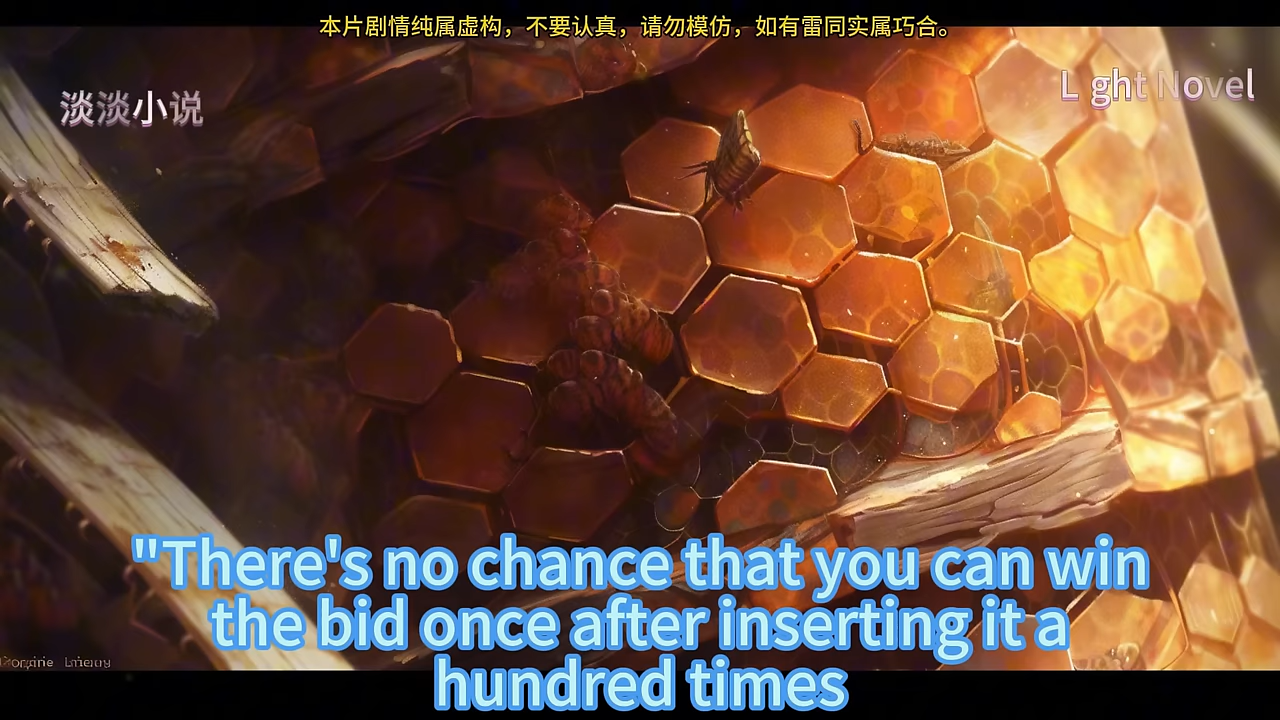 本片剧情纯属虚构，不要认真，请勿模仿，如有雷同实属巧合。
淡淡小说
L ght Novel
"There's no chance that you can win
the bid once after inserting it a
hundred times